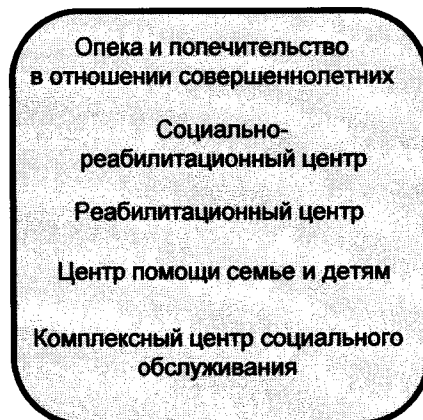 Опека и попечительство
в отношении совершеннолетних
Социально-
реабилитационный центр
Реабилитационный центр
Центр помощи семье и детям
Комплексный центр социального
обслуживания